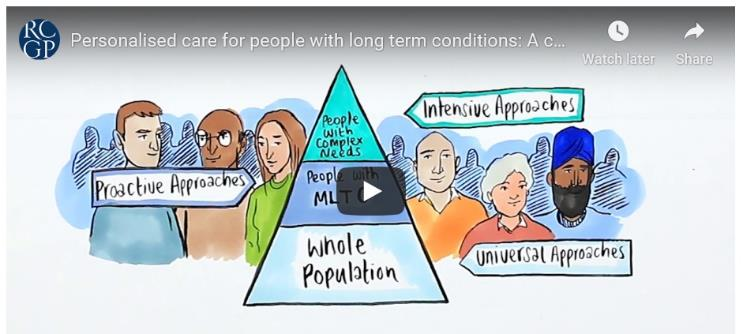 RC
GP
Personalised care for people with long term conditions: A c...
Watch later
Share
Intensive Approaches
People
with
Complex
Needs
Proactive Approaches
People with
Whole
Population
Universal Approaches